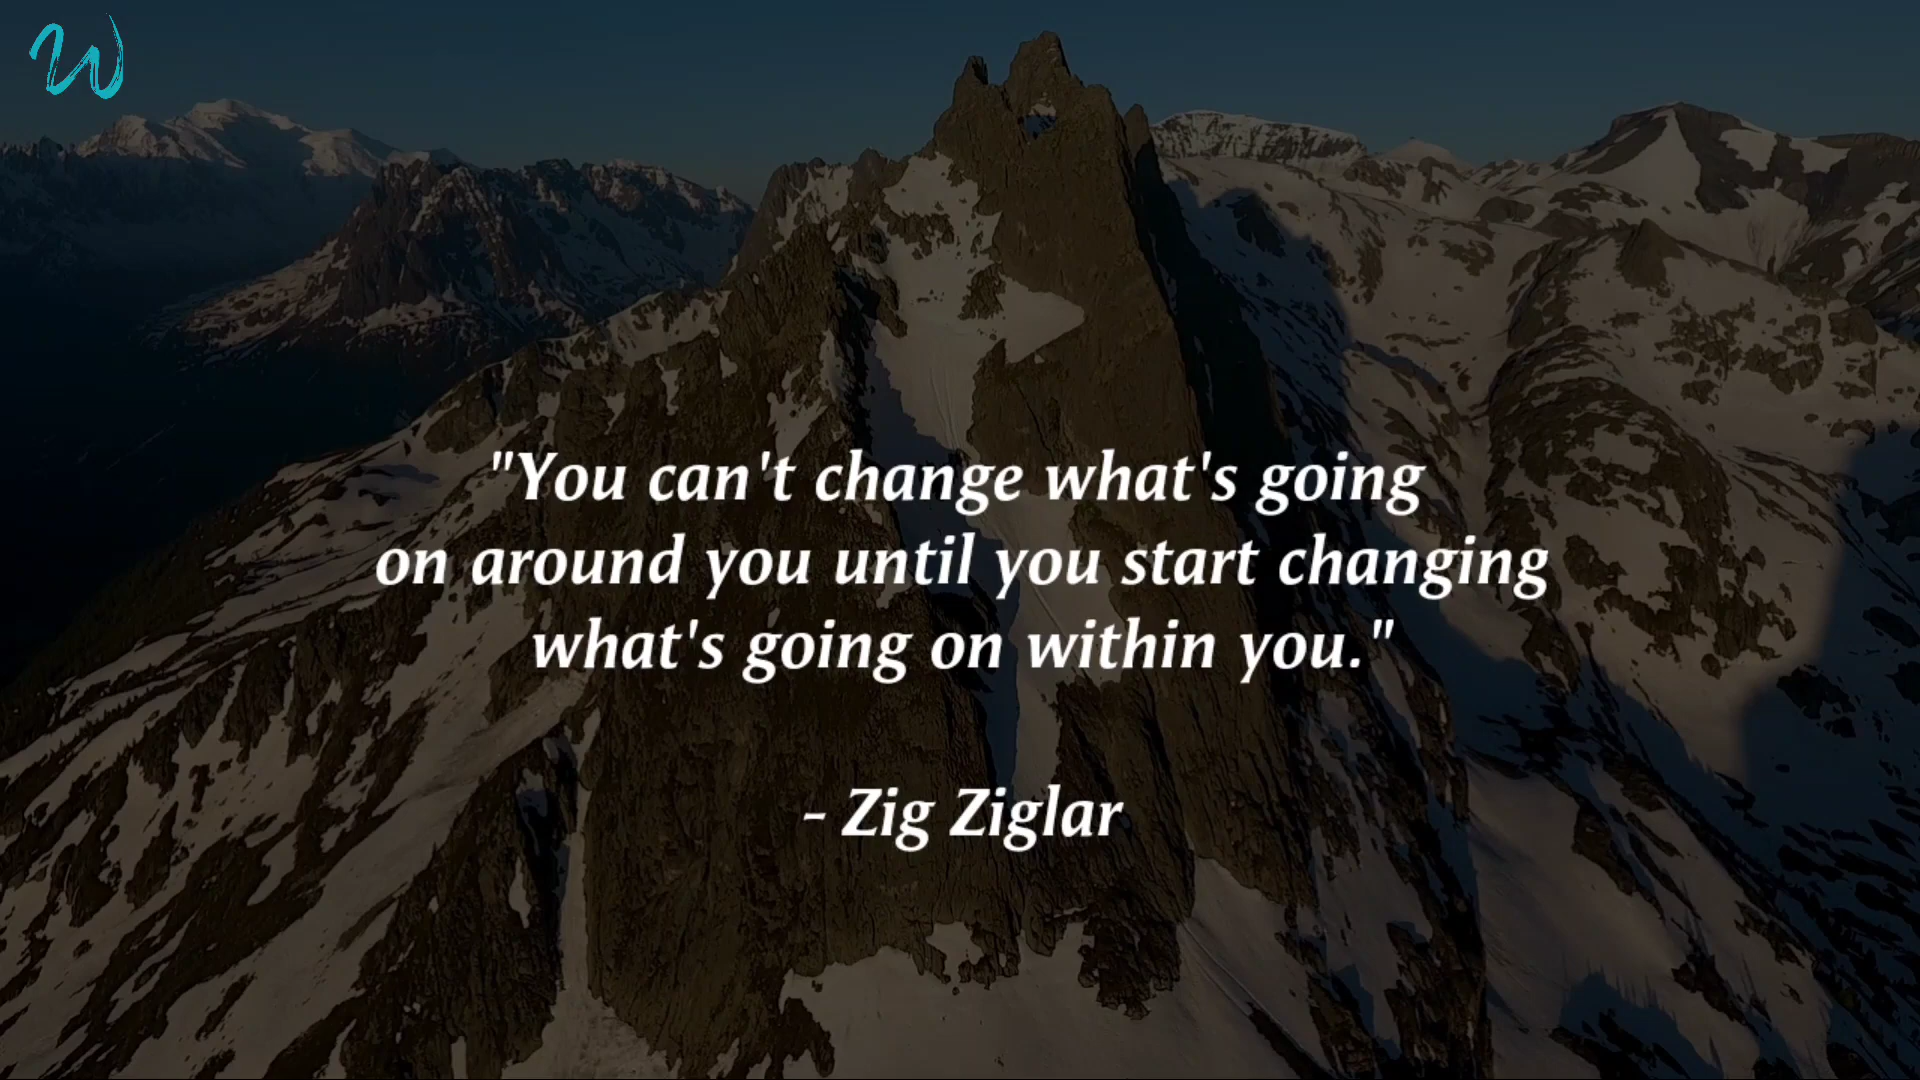 W
"You can't change what's going
on around you until you start changing
what's going on within you."
- Zig Ziglar